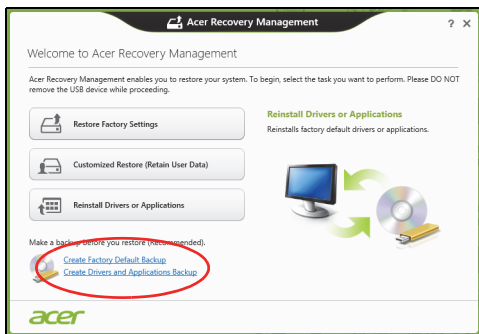 Acer Recovery Management
? ×
Welcome to Acer Recovery Management
Acer Recovery Management enables you to restore your system. To begin, select the task you want to perform. Please DO NOT
remove the USB device while proceeding.
Restore Factory Settings
Customized Restore (Retain User Data)
Reinstall Drivers or Applications
Reinstall Drivers or Applications
Reinstalls factory default drivers or applications.
Make a backup before you restore (Recommended).
Create Factory Default Backup
Create Drivers and Applications Backup
acer